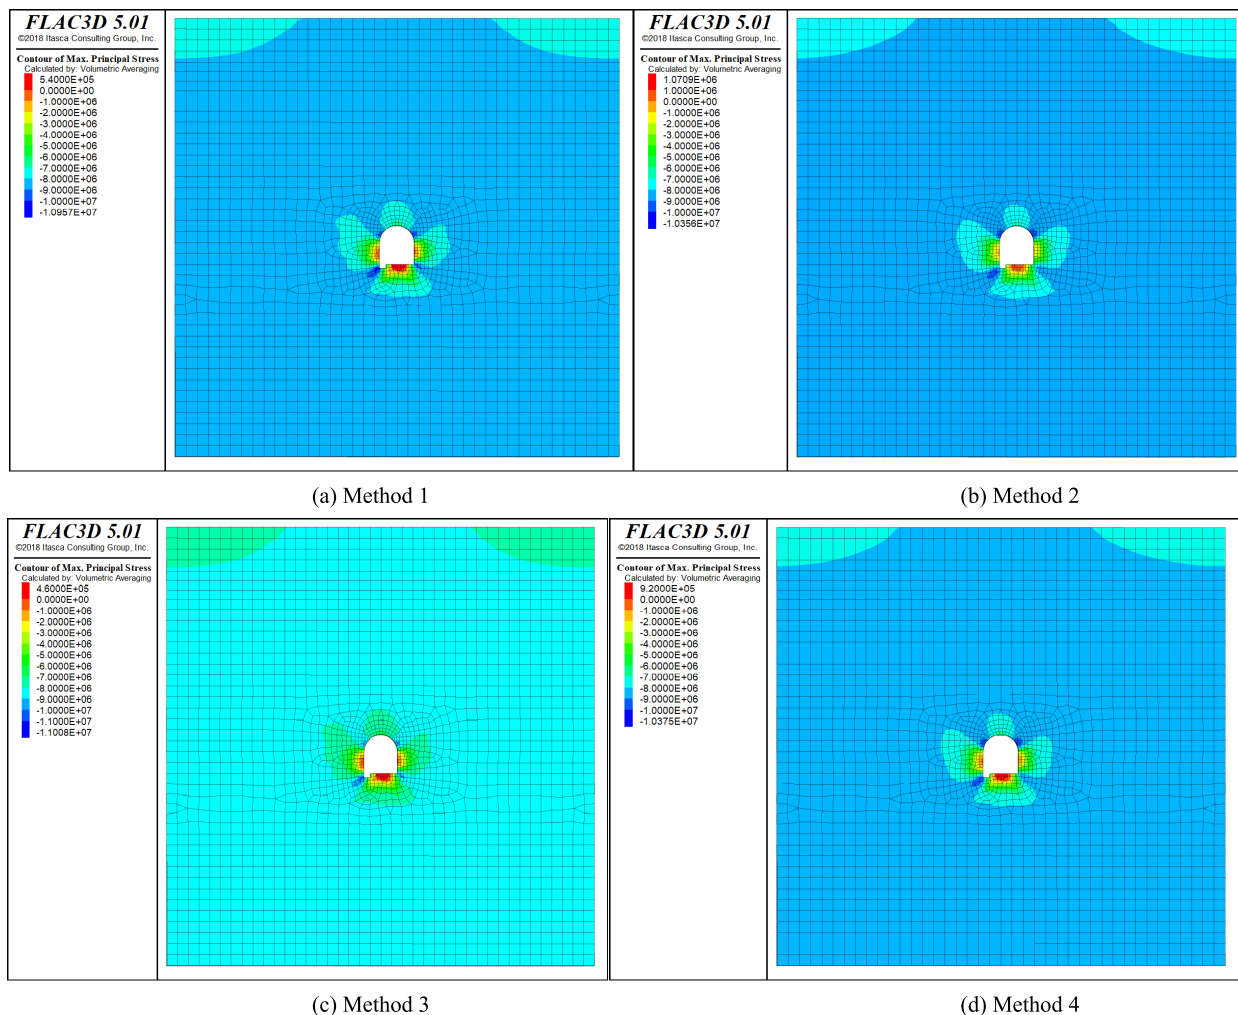 FLAC3D 5.01
©2018 Itasca Consulting Group, Inc.
Contour of Max. Principal Stress
Calculated by: Volumetric Averaging
5.4000E+05
0.0000E+00
-1.0000E+06
-2.0000E+06
-3.0000E+06
-4.0000E+06
-5.0000E+06
-6.0000E+06
-7.0000E+06
-8.0000E+06
-9.0000E+06
-1.0000E+07
-1.0957E+07
(a) Method 1
FLAC3D 5.01
©2018 Itasca Consulting Group, Inc.
Contour of Max. Principal Stress
Calculated by: Volumetric Averaging
1.0709E+06
1.0000E+06
0.0000E+00
-1.0000E+06
-2.0000E+06
-3.0000E+06
-4.0000E+06
-5.0000E+06
-6.0000E+06
-7.0000E+06
-8.0000E+06
-9.0000E+06
-1.0000E+07
-1.0356E+07
(b) Method 2
FLAC3D 5.01
©2018 Itasca Consulting Group, Inc.
Contour of Max. Principal Stress
Calculated by: Volumetric Averaging
4.6000E+05
0.0000E+00
-1.0000E+06
-2.0000E+06
-3.0000E+06
-4.0000E+06
-5.0000E+06
-6.0000E+06
-7.0000E+06
-8.0000E+06
-9.0000E+06
-1.0000E+07
-1.1000E+07
-1.1008E+07
(c) Method 3
FLAC3D 5.01
©2018 Itasca Consulting Group, Inc.
Contour of Max. Principal Stress
Calculated by: Volumetric Averaging
9.2000E+05
0.0000E+00
-1.0000E+06
-2.0000E+06
-3.0000E+06
-4.0000E+06
-5.0000E+06
-6.0000E+06
-7.0000E+06
-8.0000E+06
-9.0000E+06
-1.0000E+07
-1.0375E+07
(d) Method 4